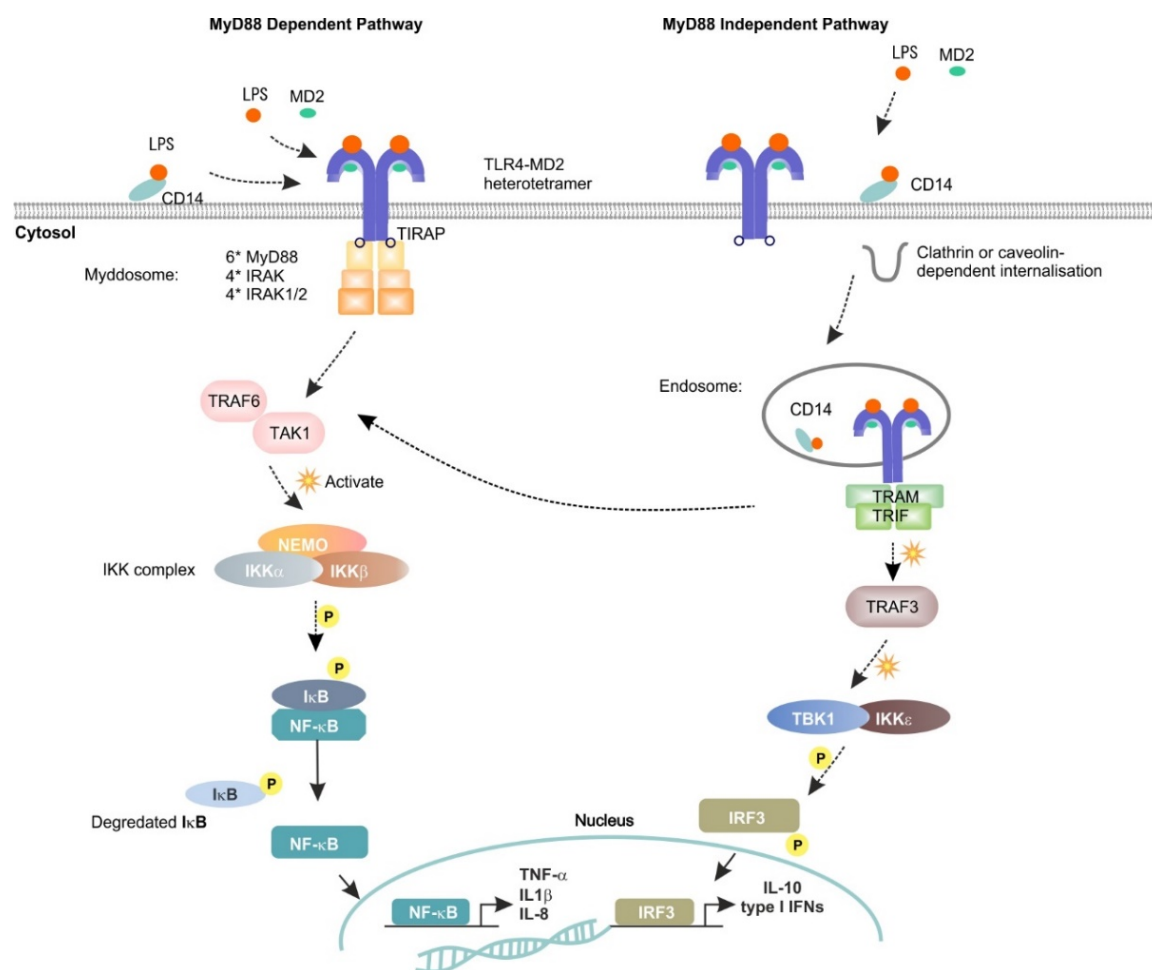 MyD88 Dependent Pathway
MyD88 Independent Pathway
LPS
MD2
LPS
MD2
LPS
CD14
TLR4-MD2
heterotetramer
CD14
Cytosol
TIRAP
Myddosome:
6* MyD88
4* IRAK
4* IRAK1/2
Clathrin or caveolin-
dependent internalisation
Endosome:
CD14
TRAF6
TAK1
Activate
TRAM
TRIF
NEMO
IKK complex
IKKα
IKKβ
P
TRAF3
P
IκB
NF-κB
TBK1
IKKε
P
IκB
P
Degredated IκB
NF-κB
Nucleus
IRF3
P
TNF-α
IL1β
IL-8
NF-κB
IL-10
type I IFNs
IRF3